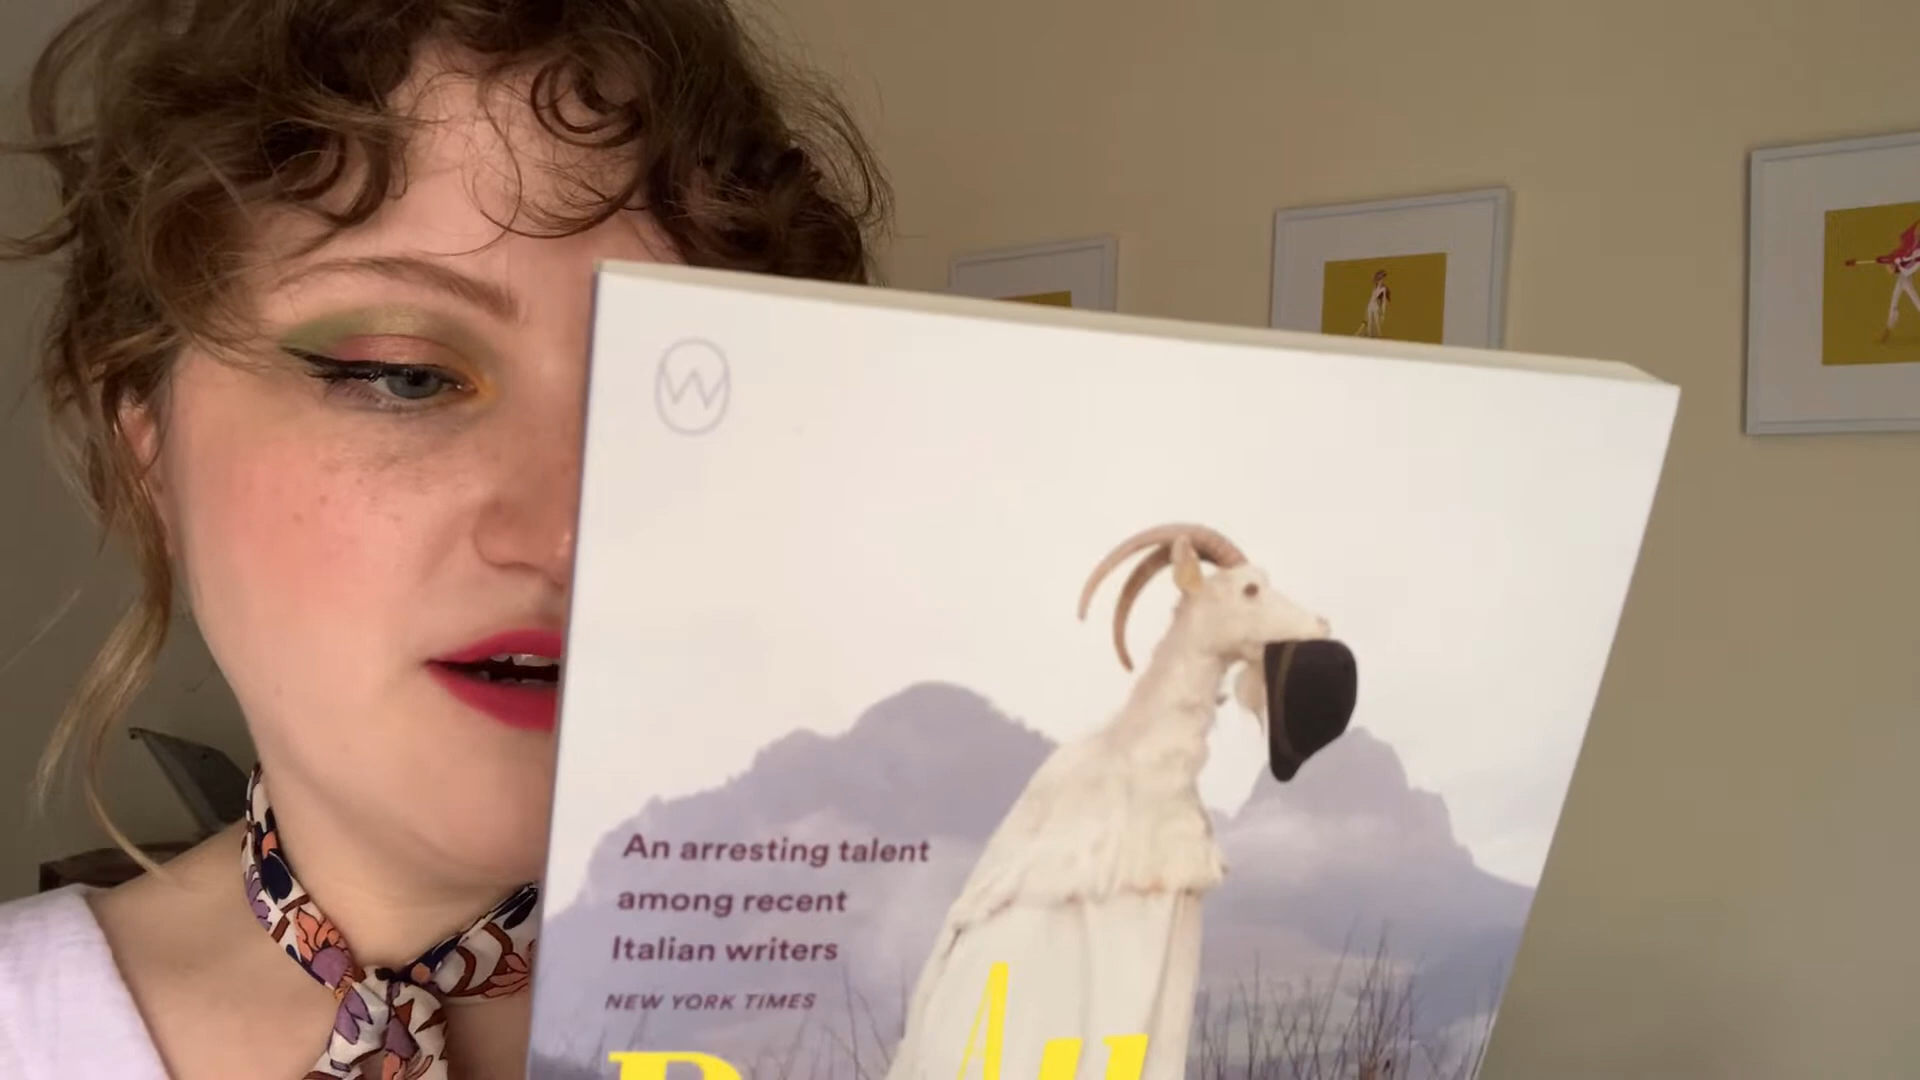 W
An arresting talent
among recent
Italian writers
NEW YORK TIMES